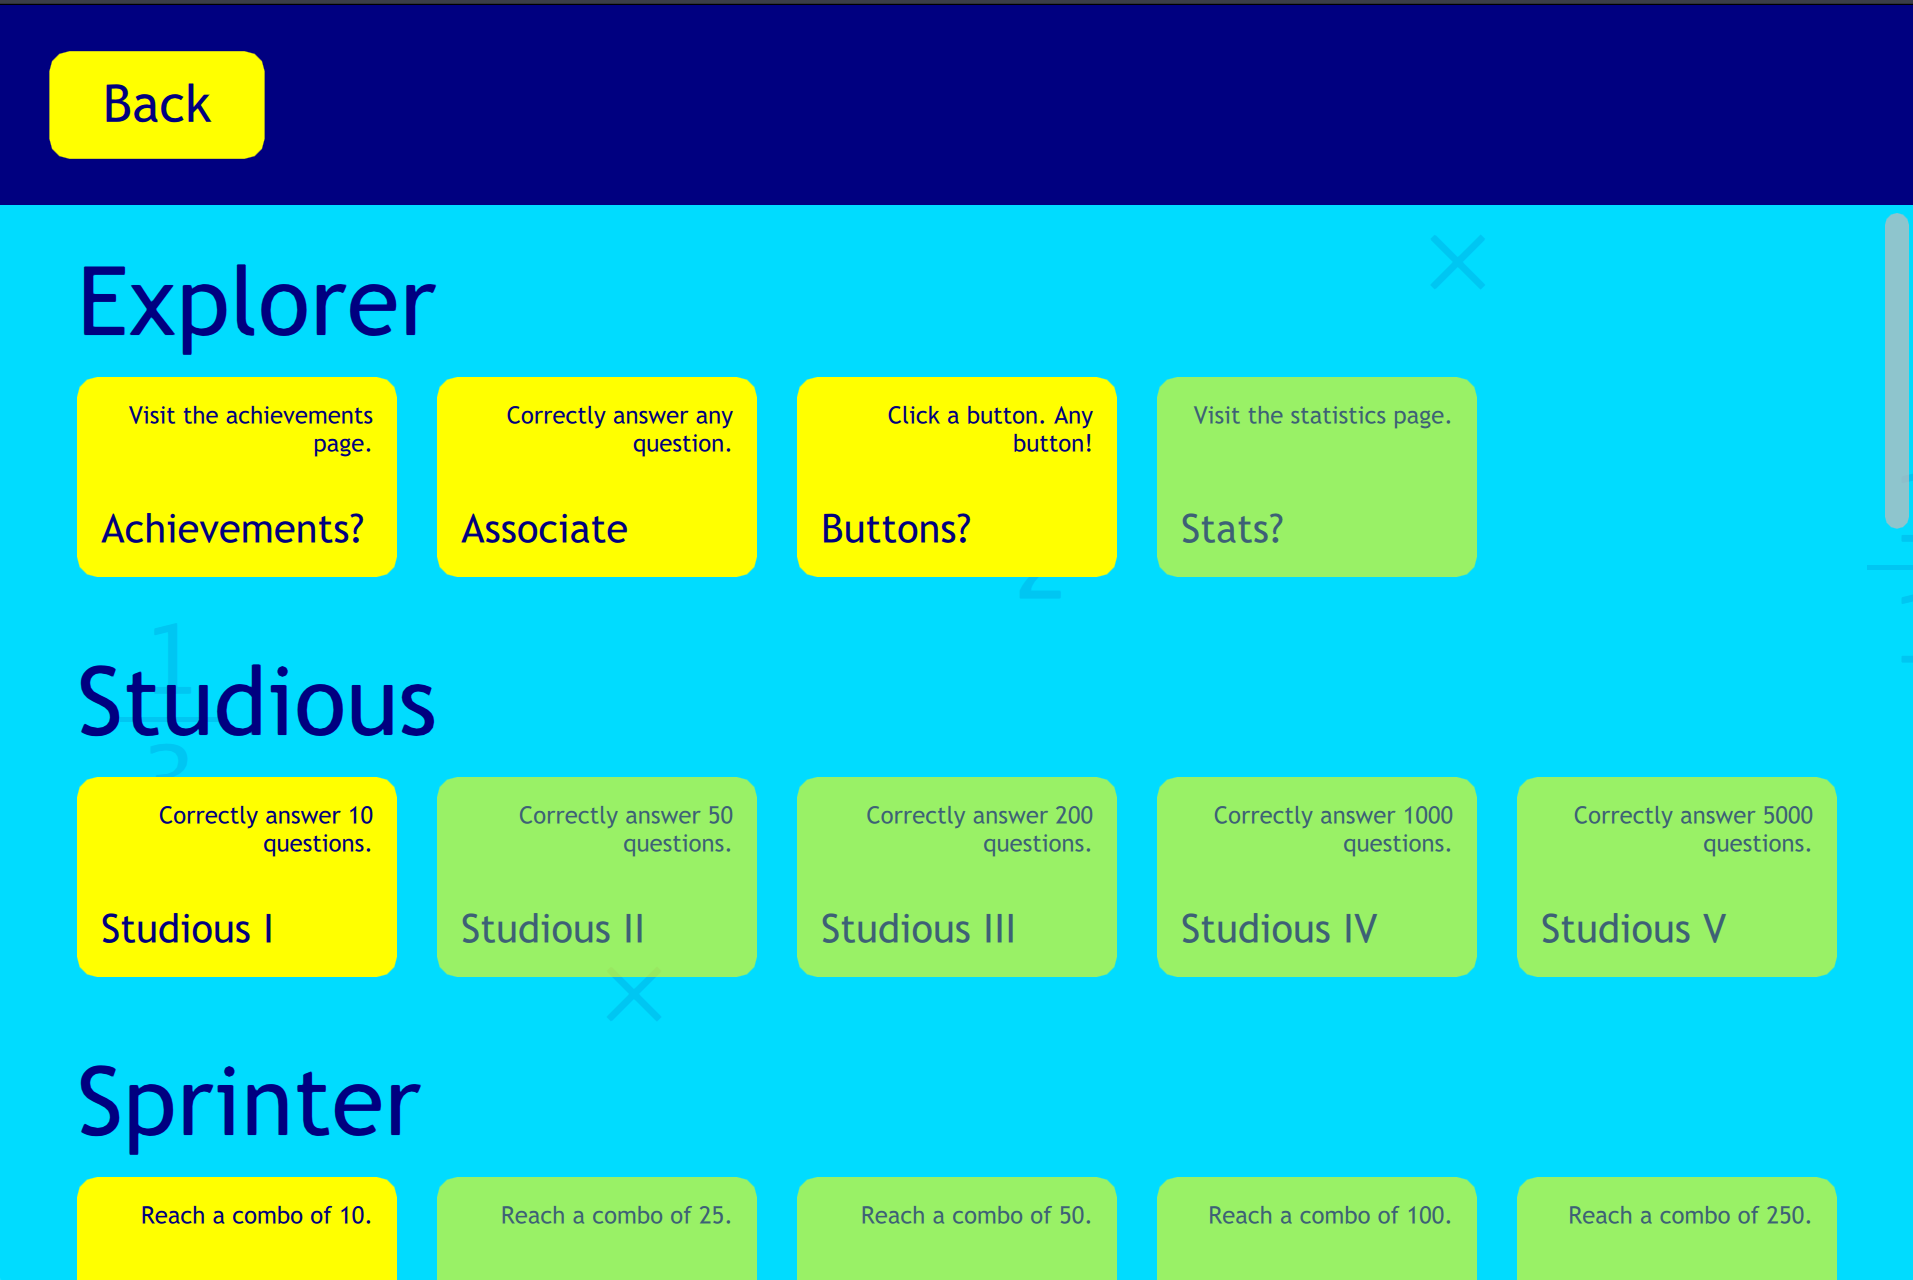 Back
Explorer
Visit the achievements
page.
Achievements?
Correctly answer any
question.
Associate
Click a button. Any
button!
Buttons?
Visit the statistics page.
Stats?
Studious
Correctly answer 10
questions.
Studious I
Correctly answer 50
questions.
Studious II
Correctly answer 200
questions.
Studious III
Correctly answer 1000
questions.
Studious IV
Correctly answer 5000
questions.
Studious V
Sprinter
Reach a combo of 10.
Reach a combo of 25.
Reach a combo of 50.
Reach a combo of 100.
Reach a combo of 250.